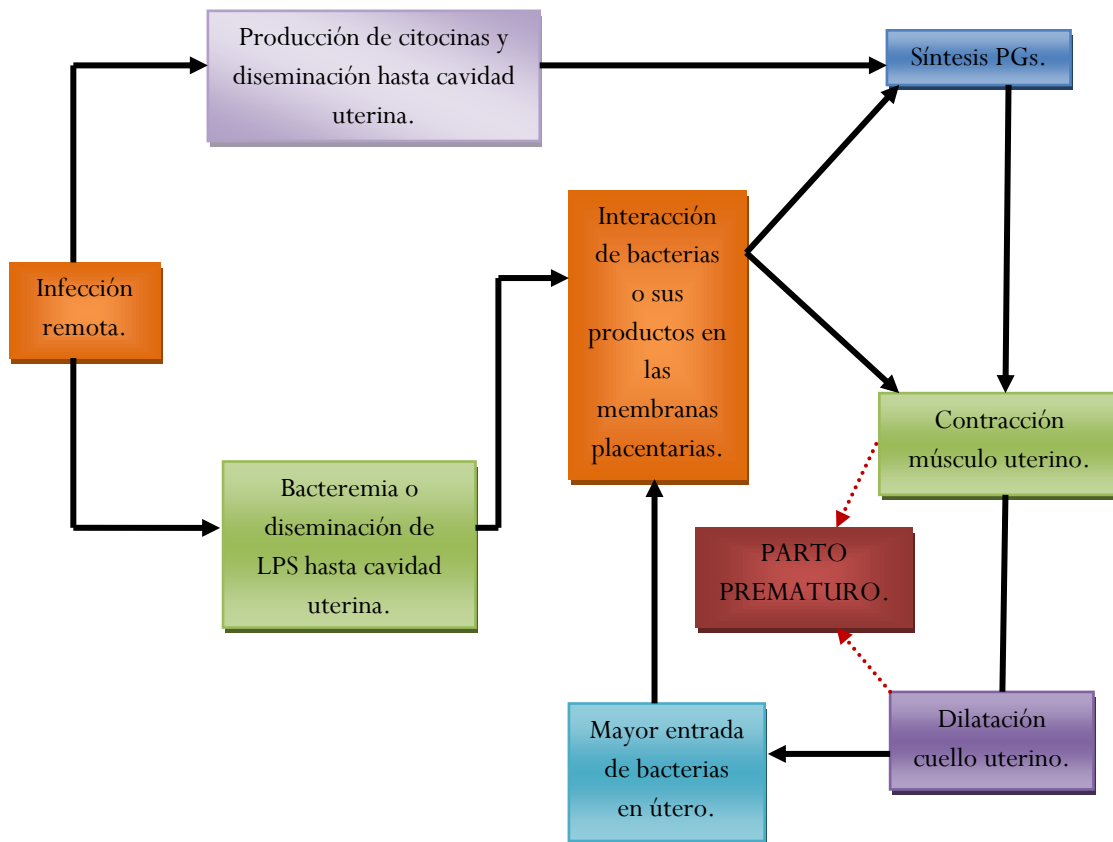 Producción de citocinas y
diseminación hasta cavidad
uterina.
Síntesis PGs.
Interacción
de bacterias
o sus
productos en
las
membranas
placentarias.
Infección
remota.
Contracción
músculo uterino.
Bacteremia o
diseminación de
LPS hasta cavidad
uterina.
PARTO
PREMATURO.
Mayor entrada
de bacterias
en útero.
Dilatación
cuello uterino.